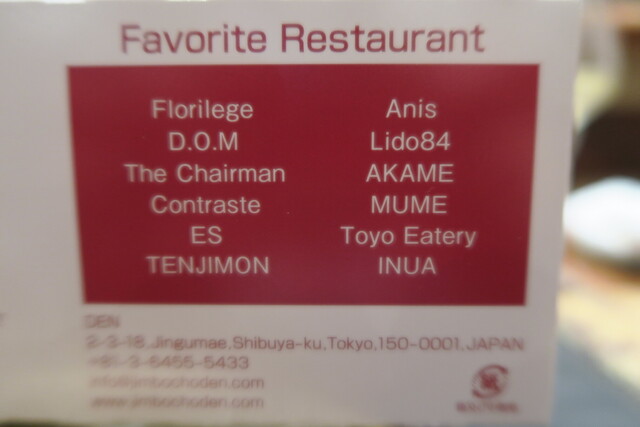 Favorite Restaurant
Florilege
D.O.M
The Chairman
Contraste
ES
TENJIMON
Anis
Lido84
AKAME
MUME
Toyo Eatery
INUA
DEN
2-3-18,Jingumae,Shibuya-ku,Tokyo,150-0001,JAPAN
+81-3-6455-5433
info@jimbochoden.com
www.jimbochoden.com